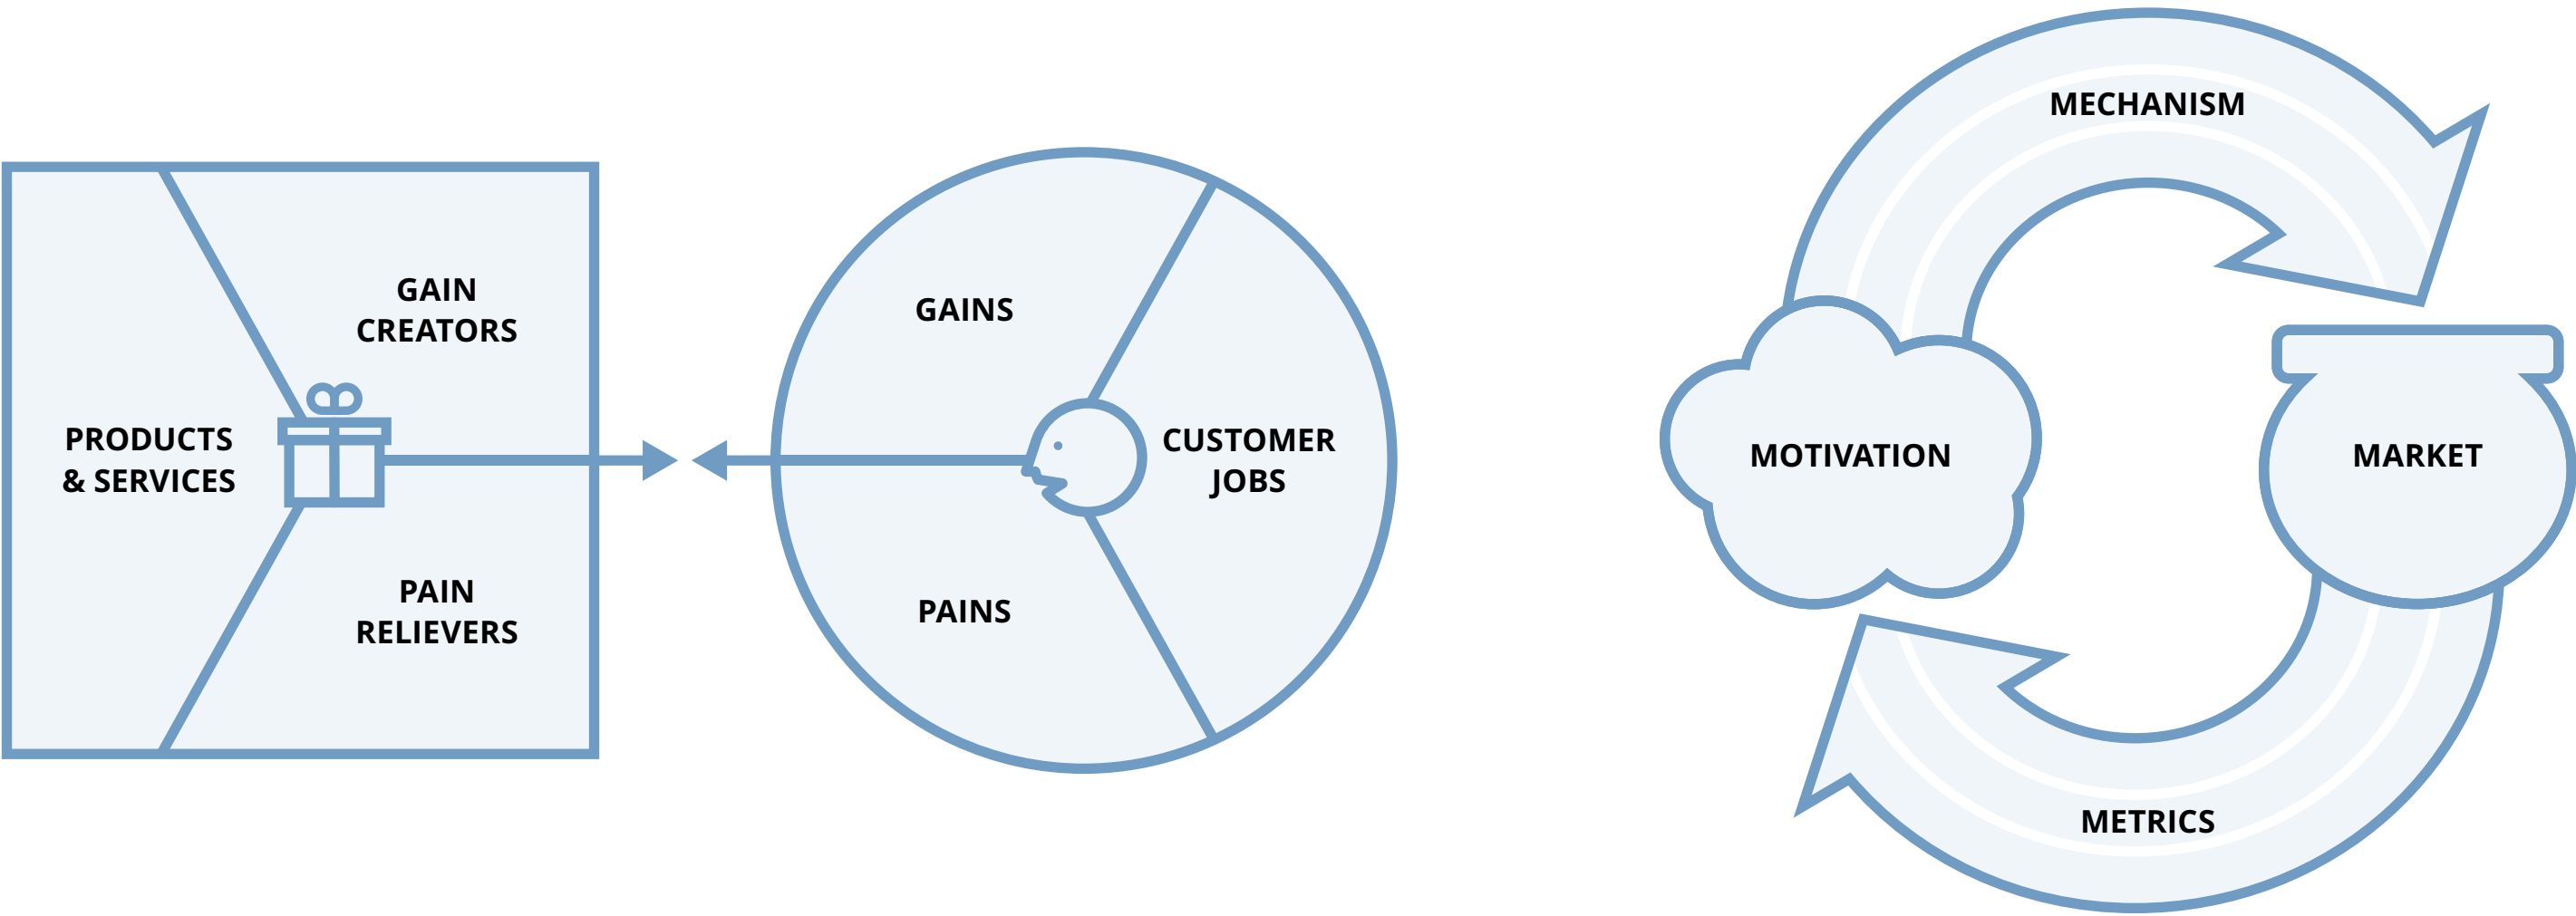 GAIN
CREATORS
PRODUCTS
& SERVICES
PAIN
RELIEVERS
GAINS
CUSTOMER
JOBS
PAINS
MECHANISM
MOTIVATION
MARKET
METRICS